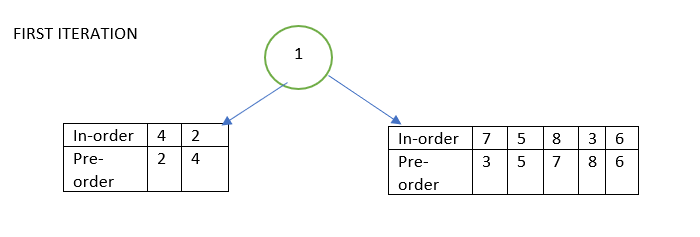 FIRST ITERATION
1
In-order 4 2
Pre-
order 2 4
In-order 7 5 8 3 6
Pre-
order 3 5 7 8 6